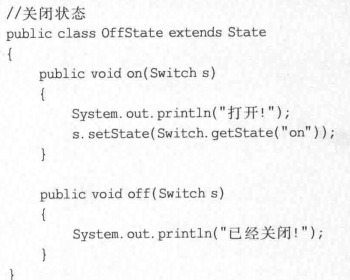 //关闭状态
public class OffState extends State
{
    public void on(Switch s)
    {
        System.out.println("打开!");
        s.setState(Switch.getState("on"));
    }

    public void off(Switch s)
    {
        System.out.println("已经关闭!");
    }
}